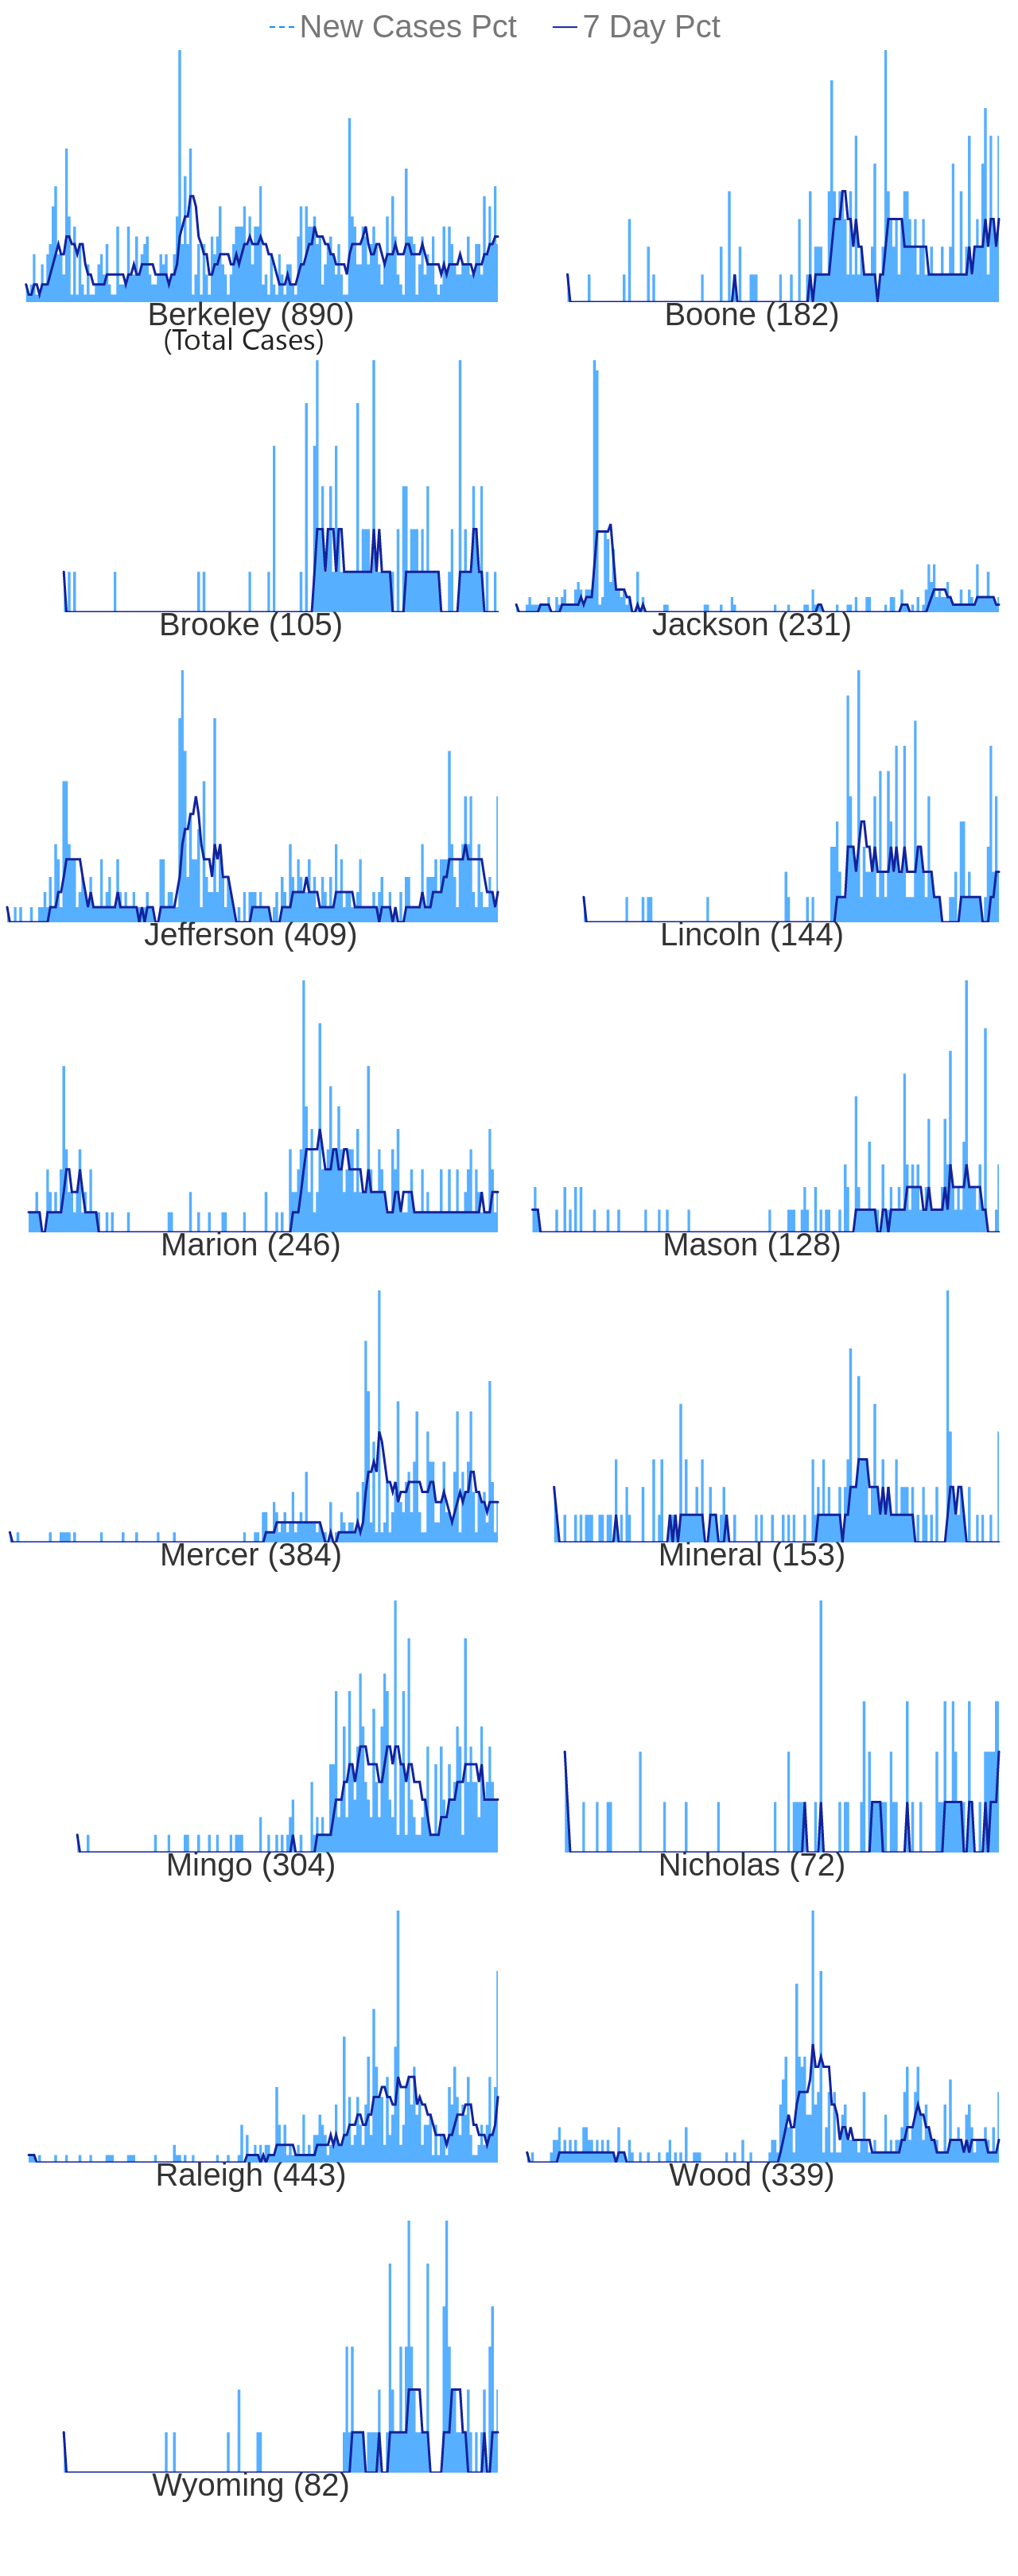 New Cases Pct 7 Day Pct
Berkeley (890) Boone (182)
(Total Cases)
Brooke (105) Jackson (231)
Jefferson (409) Lincoln (144)
Marion (246) Mason (128)
Mercer (384) Mineral (153)
Mingo (304) Nicholas (72)
Raleigh (443) Wood (339)
Wyoming (82)